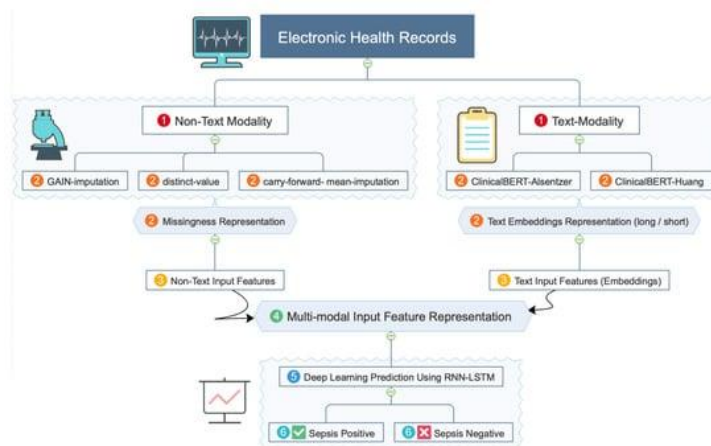 Electronic Health Records
1 Non-Text Modality
1 Text-Modality
2 GAIN-imputation
2 distinct-value
2 carry-forward- mean-imputation
2 ClinicalBERT-Alsentzer
2 ClinicalBERT-Huang
2 Missingness Representation
2 Text Embeddings Representation (long / short)
3 Non-Text Input Features
3 Text Input Features (Embeddings)
4 Multi-modal Input Feature Representation
5 Deep Learning Prediction Using RNN-LSTM
6 Sepsis Positive
6 Sepsis Negative